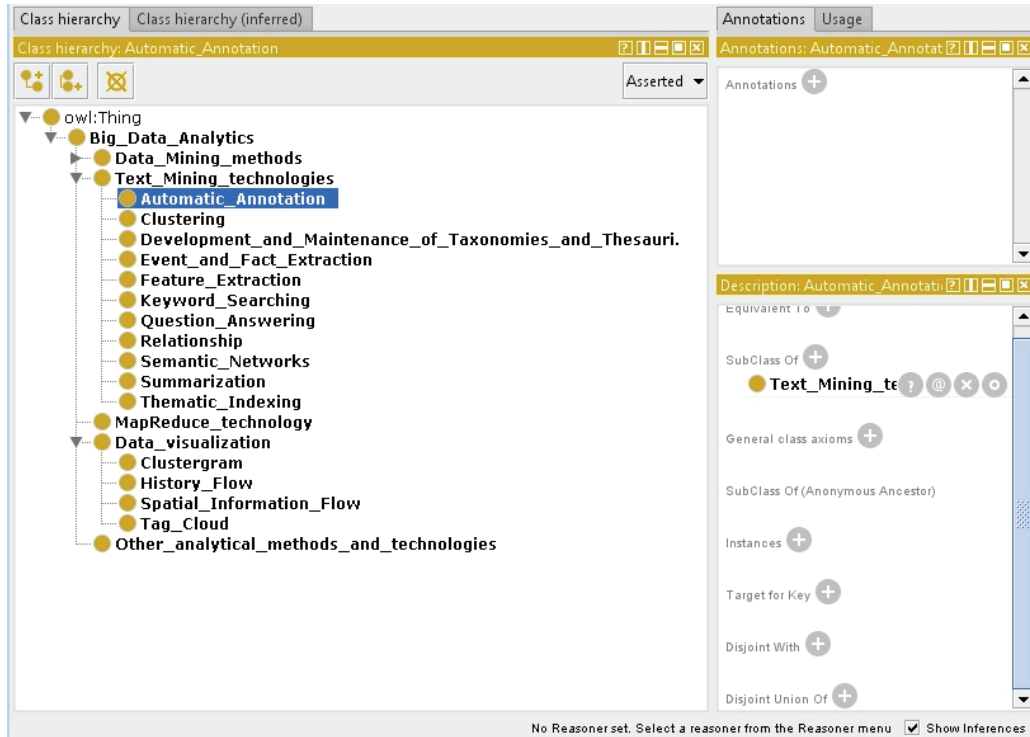 Class hierarchy Class hierarchy (inferred)
Class hierarchy: Automatic_Annotation
Asserted
owl:Thing
Big_Data_Analytics
Data_Mining_methods
Text_Mining_technologies
Automatic_Annotation
Clustering
Development_and_Maintenance_of_Taxonomies_and_Thesauri.
Event_and_Fact_Extraction
Feature_Extraction
Keyword_Searching
Question_Answering
Relationship
Semantic_Networks
Summarization
Thematic_Indexing
MapReduce_technology
Data_visualization
Clustergram
History_Flow
Spatial_Information_Flow
Tag_Cloud
Other_analytical_methods_and_technologies
Annotations Usage
Annotations: Automatic_Annotat
Annotations
Description: Automatic_Annotati
Equivalent To
SubClass Of
Text_Mining_te
General class axioms
SubClass Of (Anonymous Ancestor)
Instances
Target for Key
Disjoint With
Disjoint Union Of
No Reasoner set. Select a reasoner from the Reasoner menu Show Inferences